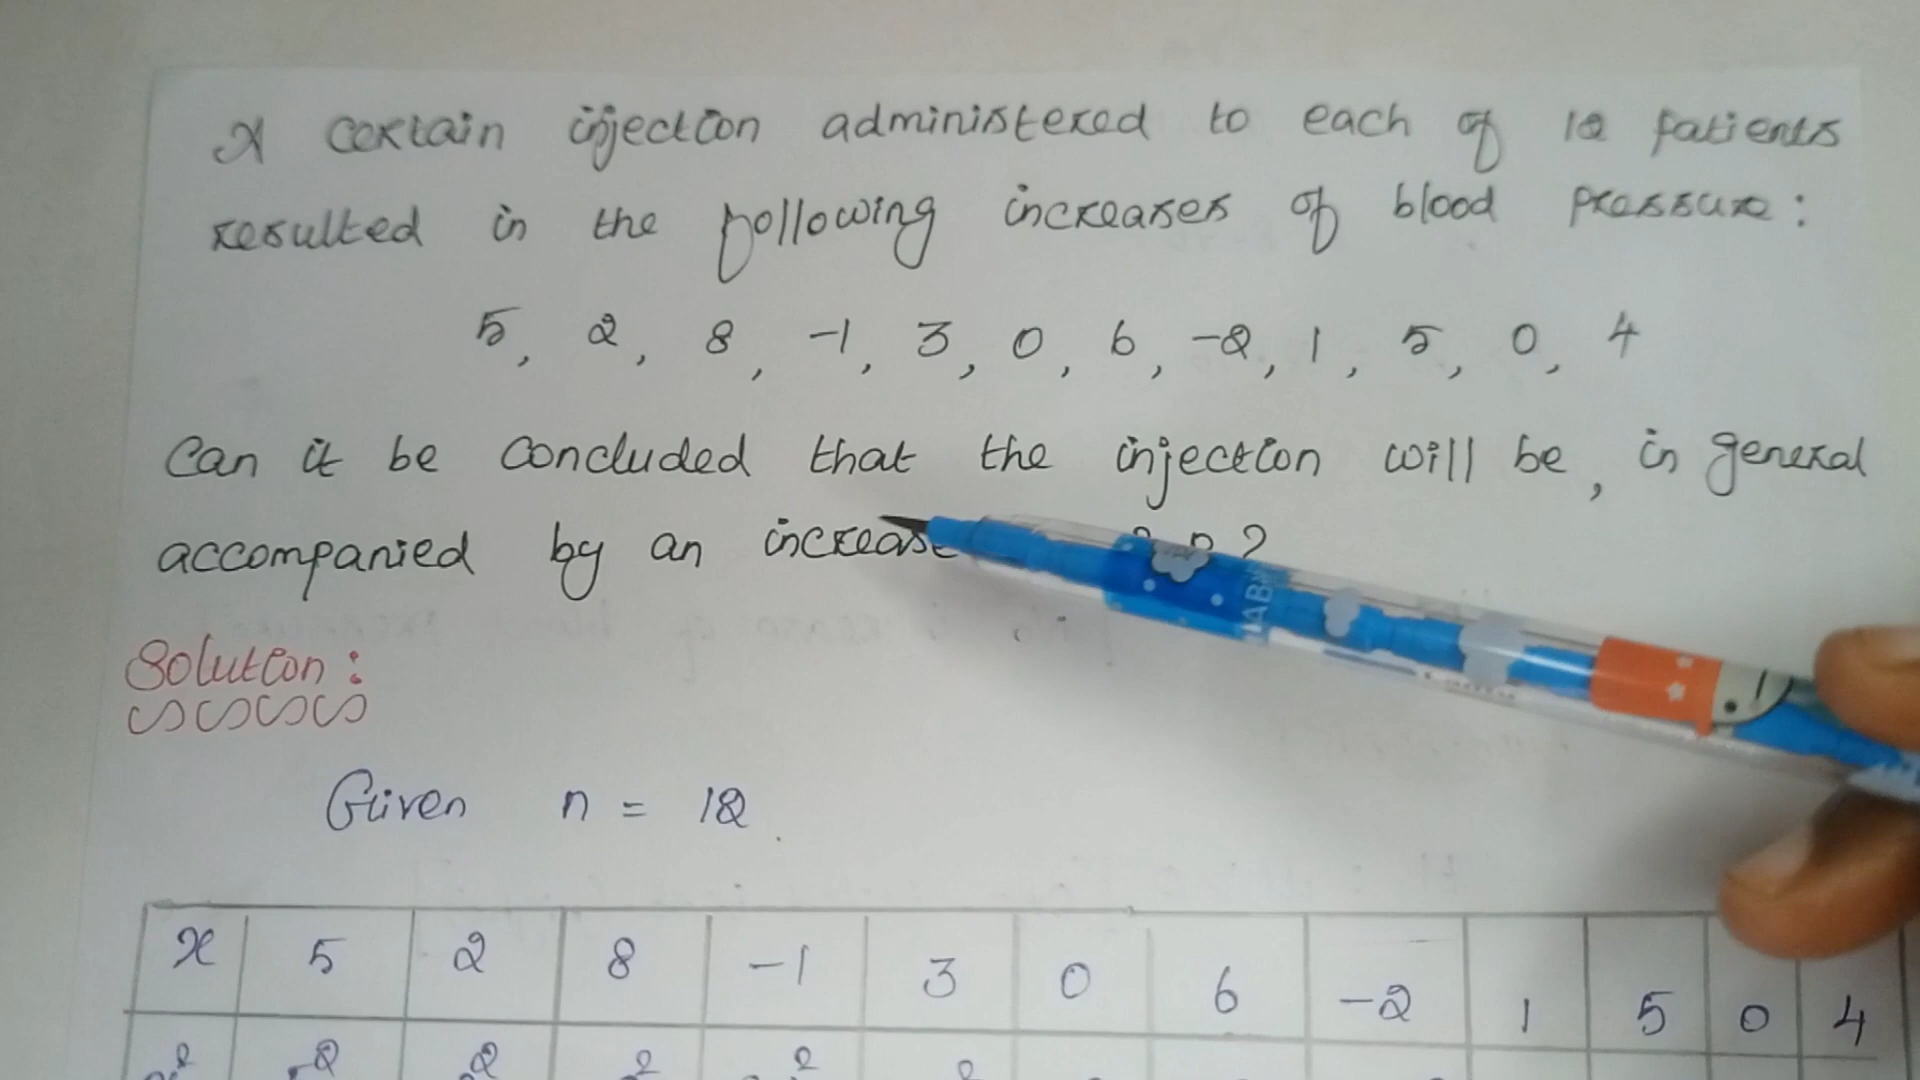 A certain injection administered to each of 12 patients
resulted in the following increases of blood pressure:
5, 2, 8, -1, 3, 0, 6, -2, 1, 5, 0, 4
Can it be concluded that the injection will be, in general
accompanied by an increase ?
Solution:
Given n = 12.
x 5 2 8 -1 3 0 6 -2 1 5 0 4